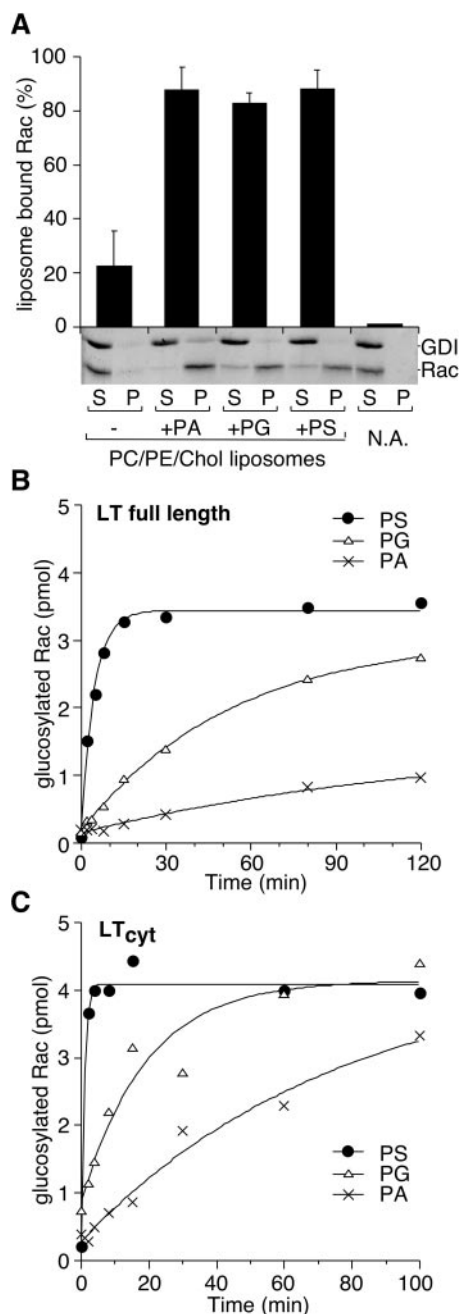 A
liposome bound Rac (%)
100
80
60
40
20
0
GDI
Rac
S P S P S P S P S P
- +PA +PG +PS N.A.
PC/PE/Chol liposomes
B
LT full length
PS
PG
PA
glucosylated Rac (pmol)
5
4
3
2
1
0
0 30 60 90 120
Time (min)
C
LTcyt
glucosylated Rac (pmol)
5
4
3
2
1
0
PS
PG
PA
0 20 40 60 80 100
Time (min)